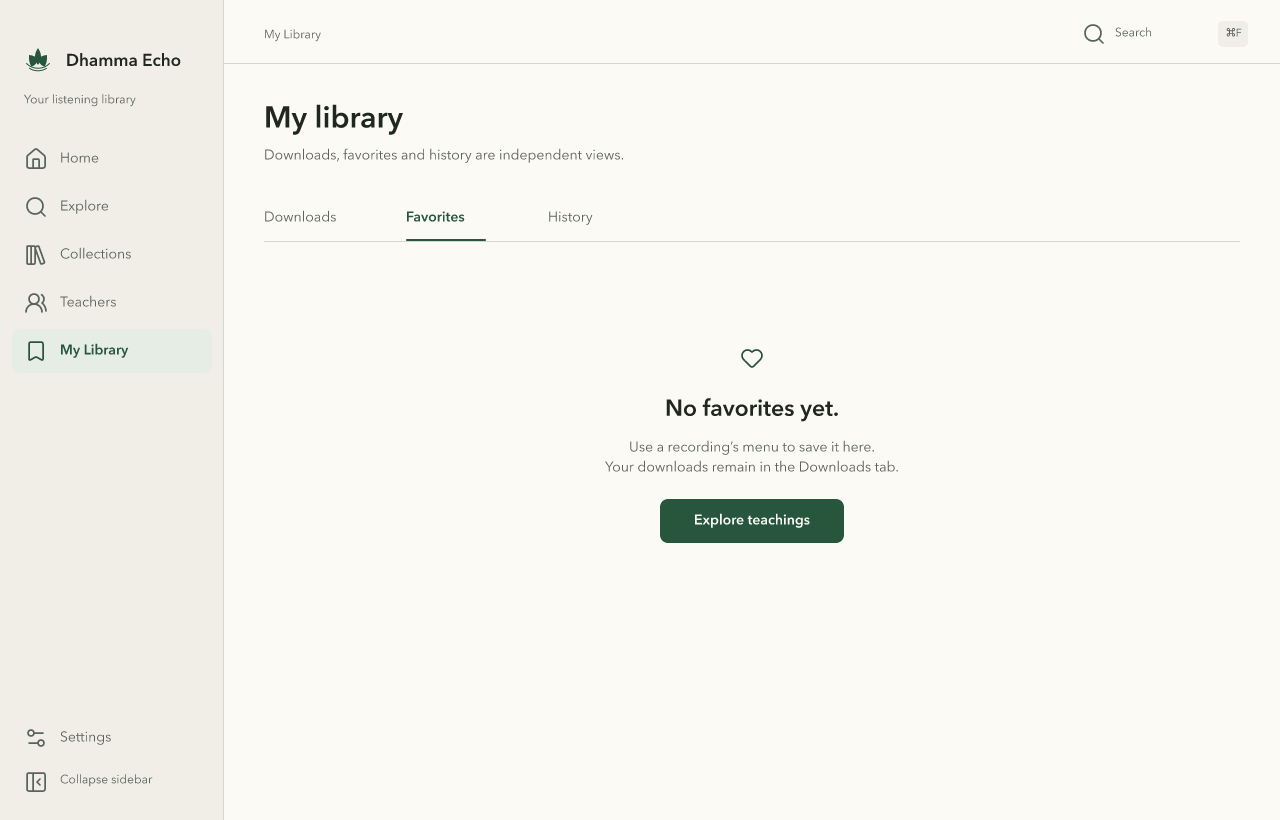 Dhamma Echo
Your listening library
Home
Explore
Collections
Teachers
My Library
Settings
Collapse sidebar
My Library
Search
⌘F
My library
Downloads, favorites and history are independent views.
Downloads
Favorites
History
No favorites yet.
Use a recording’s menu to save it here.
Your downloads remain in the Downloads tab.
Explore teachings